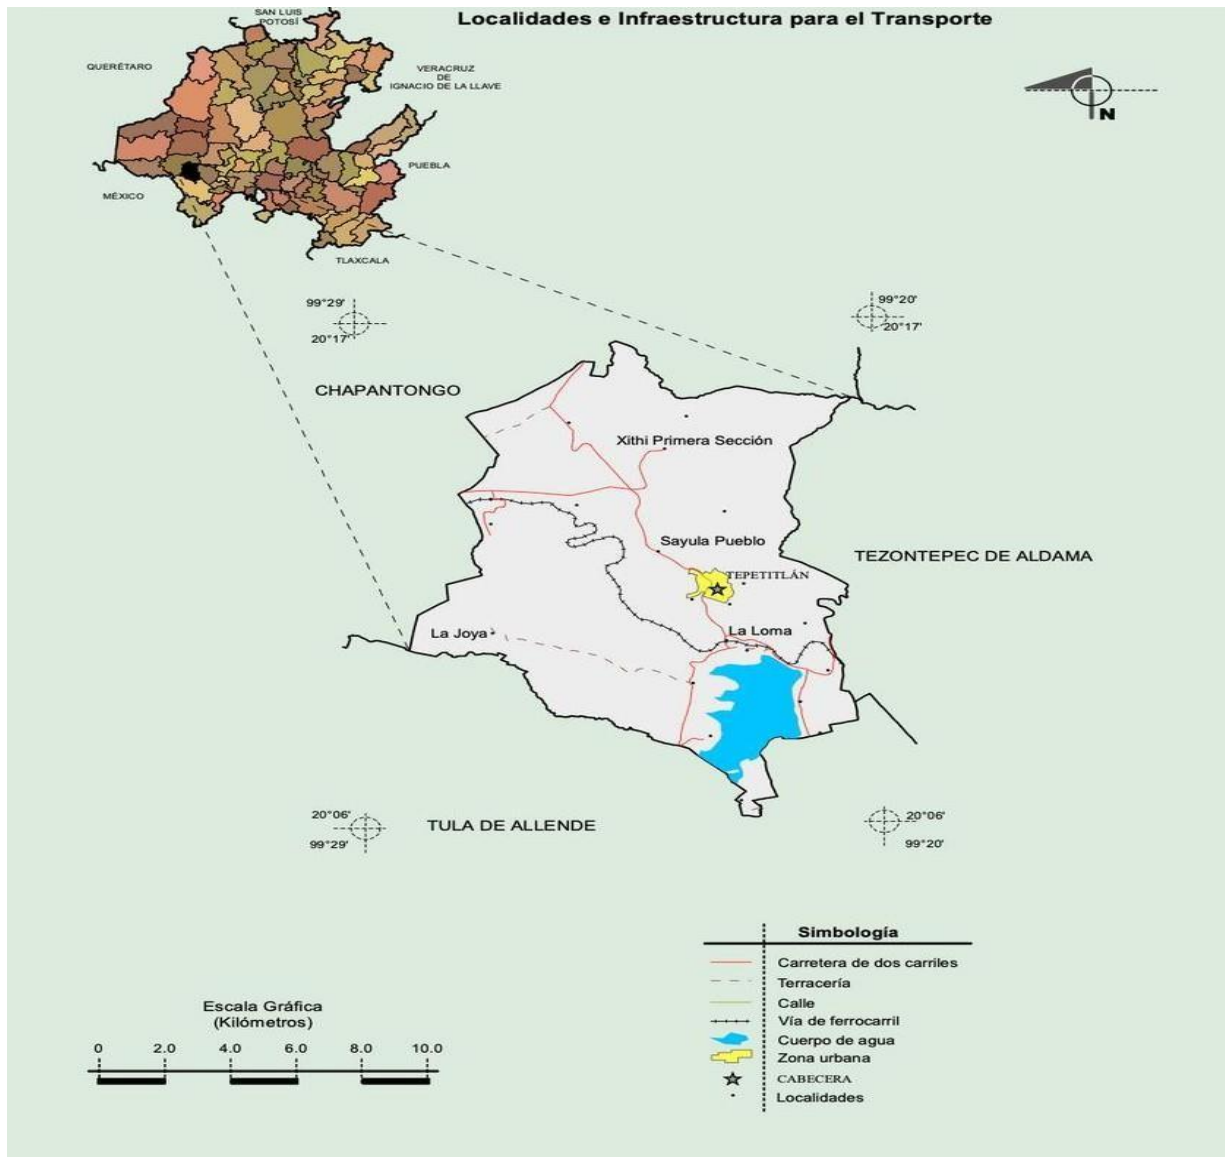 Localidades e Infraestructura para el Transporte
SAN LUIS
POTOSÍ
QUERÉTARO
VERACRUZ
DE
IGNACIO DE LA LLAVE
N
PUEBLA
MÉXICO
TLAXCALA
99°29'
20°17'
99°20'
20°17'
CHAPANTONGO
Xithi Primera Sección
Sayula Pueblo
TEZONTEPEC DE ALDAMA
TEPETITLÁN
La Joya
La Loma
20°06'
99°29'
TULA DE ALLENDE
20°06'
99°20'
Simbología
Carretera de dos carriles
Terracería
Calle
Vía de ferrocarril
Cuerpo de agua
Zona urbana
CABECERA
Localidades
Escala Gráfica
(Kilómetros)
0 2.0 4.0 6.0 8.0 10.0